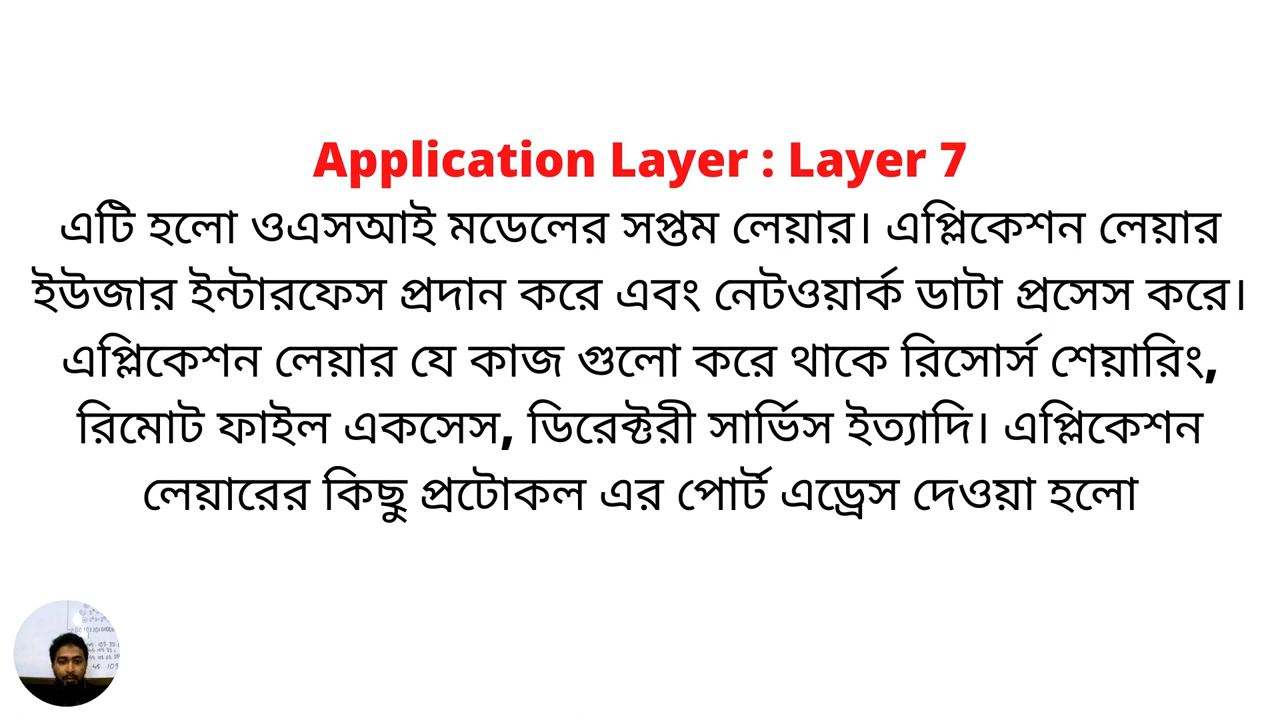 Application Layer : Layer 7
এটি হলো ওএসআই মডেলের সপ্তম লেয়ার। এপ্লিকেশন লেয়ার
ইউজার ইন্টারফেস প্রদান করে এবং নেটওয়ার্ক ডাটা প্রসেস করে।
এপ্লিকেশন লেয়ার যে কাজ গুলো করে থাকে রিসোর্স শেয়ারিং,
রিমোট ফাইল একসেস, ডিরেক্টরী সার্ভিস ইত্যাদি। এপ্লিকেশন
লেয়ারের কিছু প্রটোকল এর পোর্ট এড্রেস দেওয়া হলো